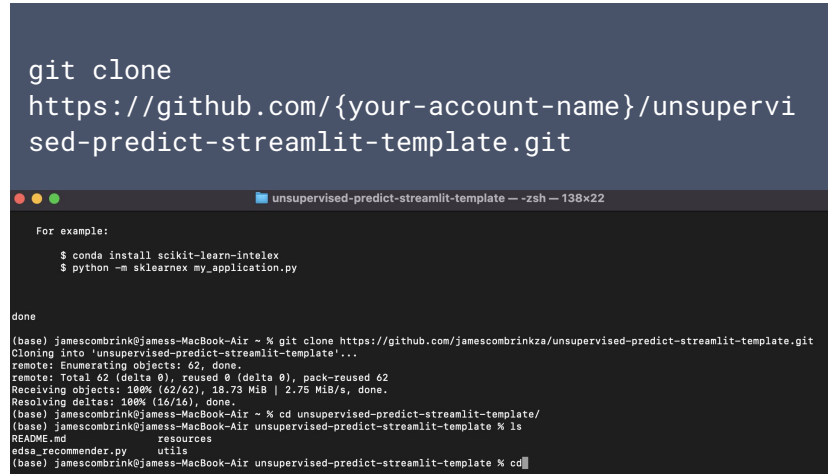 git clone
https://github.com/{your-account-name}/unsupervi
sed-predict-streamlit-template.git
unsupervised-predict-streamlit-template — -zsh — 138×22
For example:
$ conda install scikit-learn-intelex
$ python -m sklearnex my_application.py
done
(base) jamescombrink@jamess-MacBook-Air ~ % git clone https://github.com/jamescombrinkza/unsupervised-predict-streamlit-template.git
Cloning into 'unsupervised-predict-streamlit-template'...
remote: Enumerating objects: 62, done.
remote: Total 62 (delta 0), reused 0 (delta 0), pack-reused 62
Receiving objects: 100% (62/62), 18.73 MiB | 2.75 MiB/s, done.
Resolving deltas: 100% (16/16), done.
(base) jamescombrink@jamess-MacBook-Air ~ % cd unsupervised-predict-streamlit-template/
(base) jamescombrink@jamess-MacBook-Air unsupervised-predict-streamlit-template % ls
README.md resources
edsa_recommender.py utils
(base) jamescombrink@jamess-MacBook-Air unsupervised-predict-streamlit-template % cd